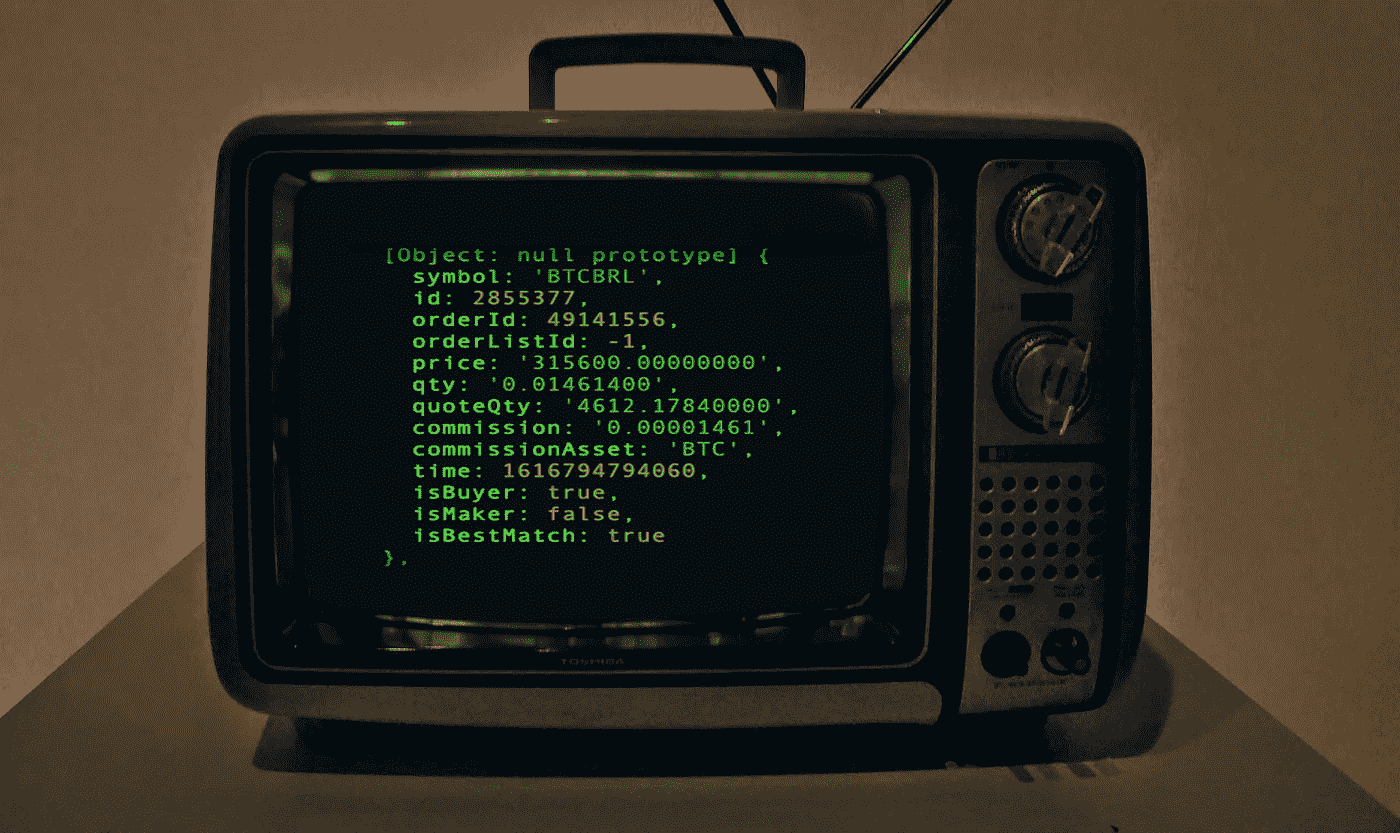 [Object: null prototype] {
  symbol: 'BTCBRL',
  id: 2855377,
  orderId: 49141556,
  orderListId: -1,
  price: '315600.00000000',
  qty: '0.01461400',
  quoteQty: '4612.17840000',
  commission: '0.00001461',
  commissionAsset: 'BTC',
  time: 1616794794060,
  isBuyer: true,
  isMaker: false,
  isBestMatch: true
},
TOSHIBA